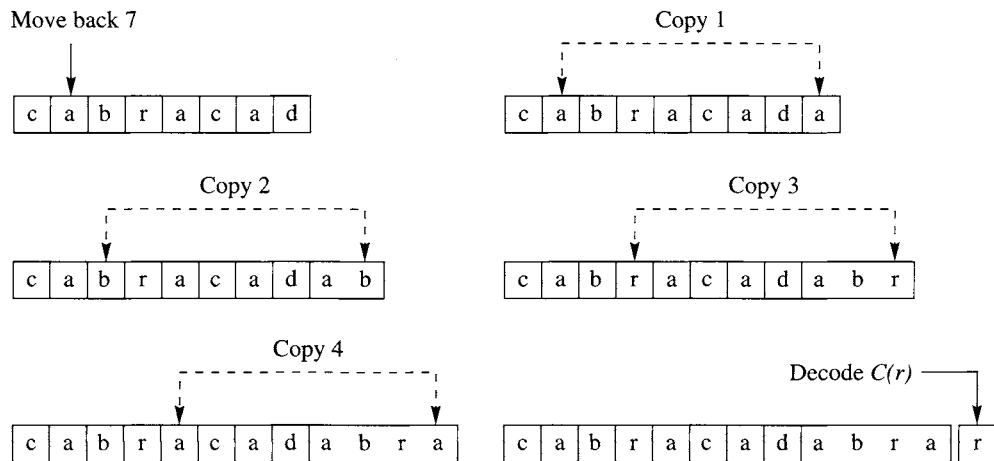 Move back 7
Copy 1
c a b r a c a d
c a b r a c a d a
Copy 2
Copy 3
c a b r a c a d a b
c a b r a c a d a b r
Copy 4
Decode C(r)
c a b r a c a d a b r a
c a b r a c a d a b r a r